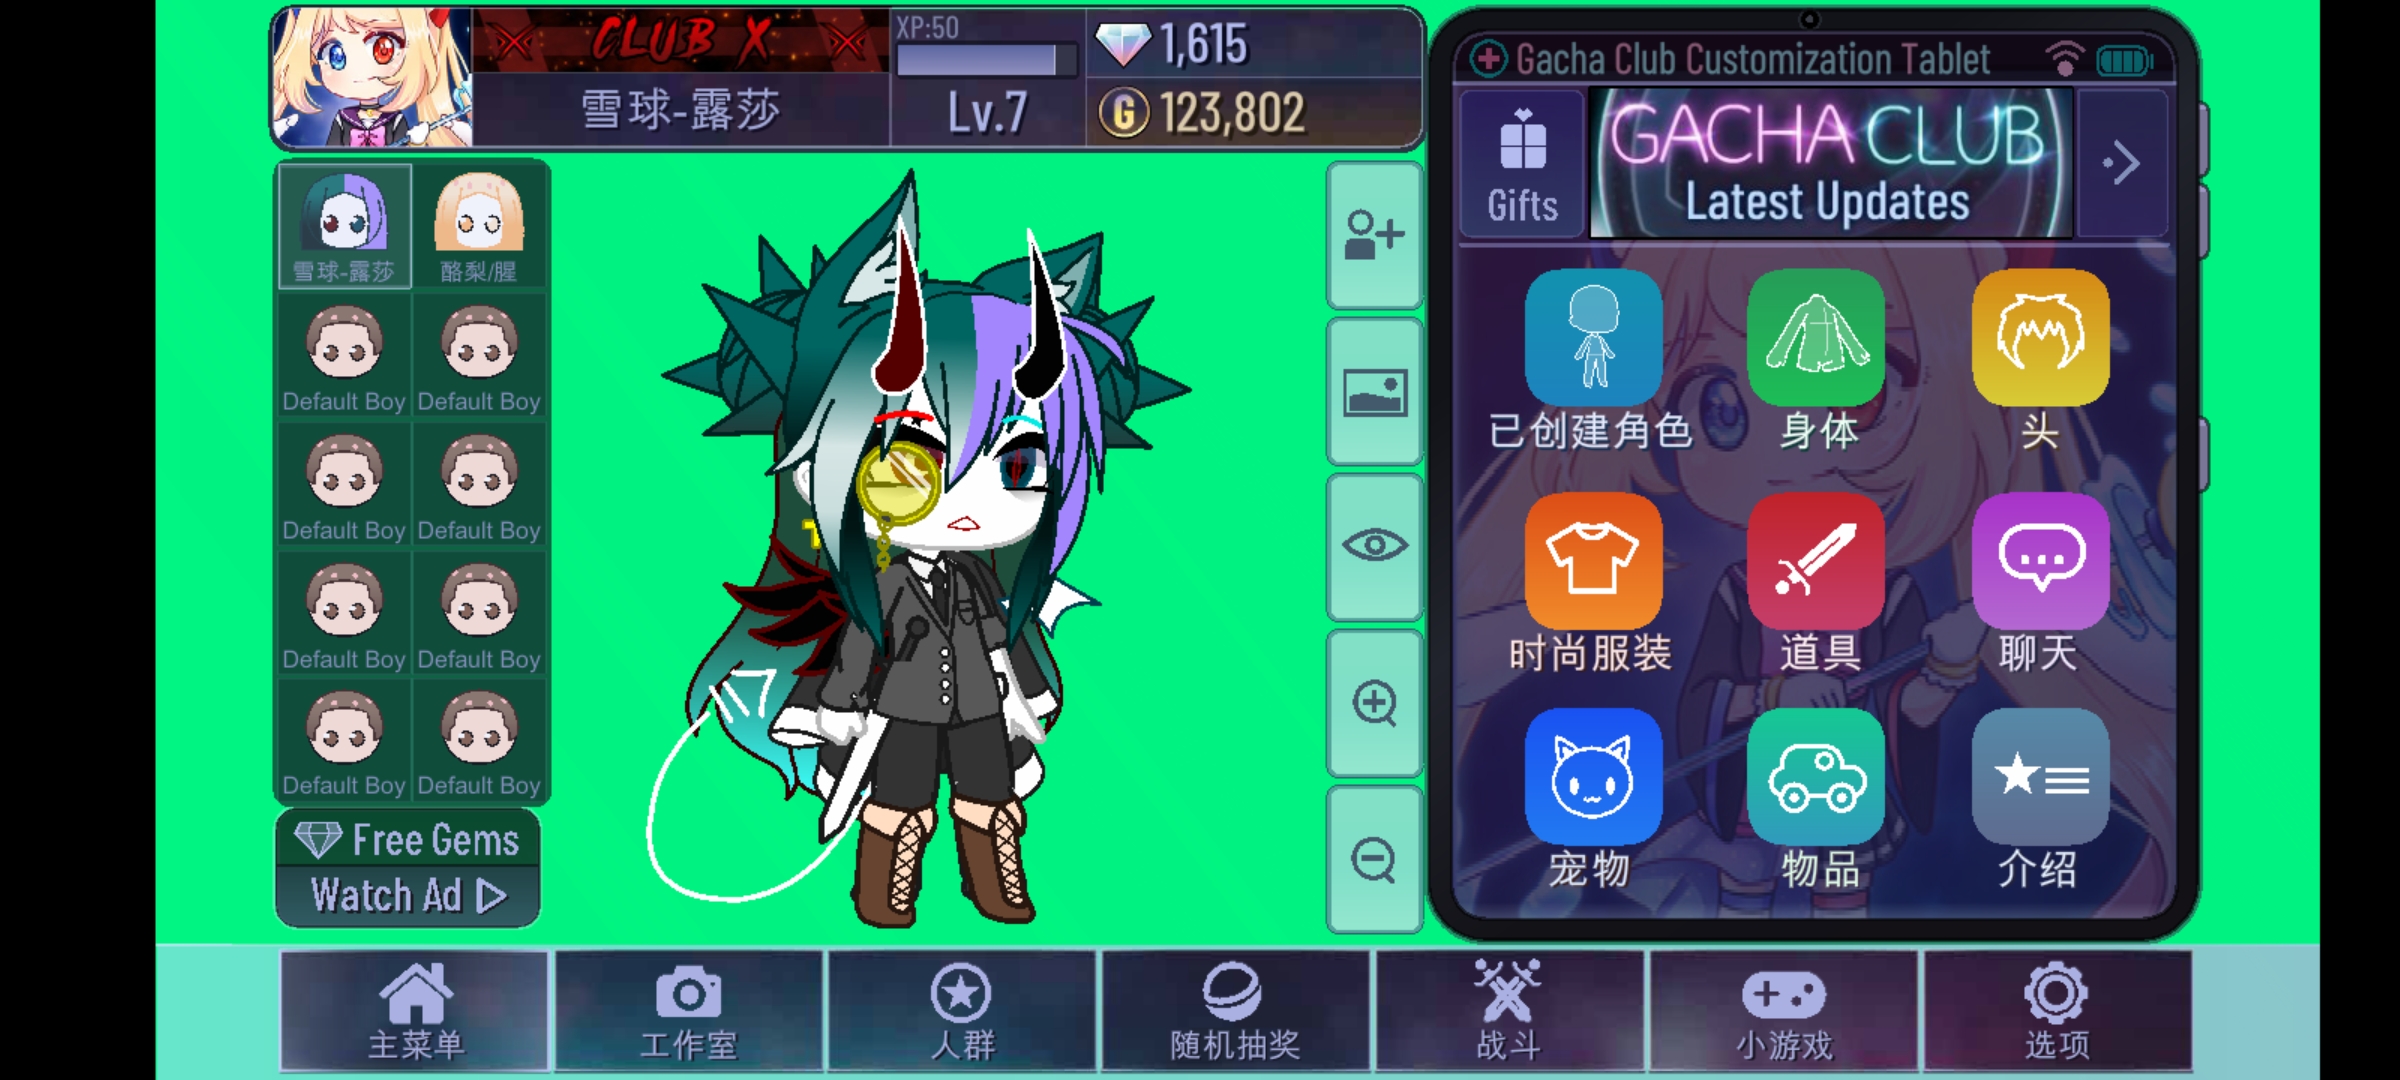 CLUB X
雪球-露莎
XP:50
Lv.7
1,615
G 123,802
雪球-露莎
酪梨/腥
Default Boy
Default Boy
Default Boy
Default Boy
Default Boy
Default Boy
Default Boy
Default Boy
Free Gems
Watch Ad
Gacha Club Customization Tablet
Gifts
GACHA CLUB
Latest Updates
已创建角色
身体
头
时尚服装
道具
聊天
宠物
物品
介绍
主菜单
工作室
人群
随机抽奖
战斗
小游戏
选项